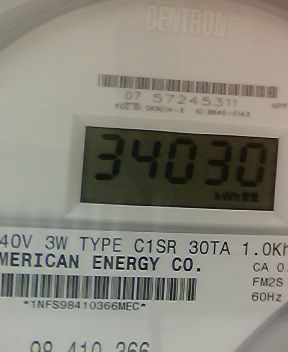 CENTRON®
07 57245311
34030
kWh
40V 3W TYPE C1SR 30TA 1.0Kh
MERICAN ENERGY CO.
CA 0.
FM2S
60Hz
*1NFS98410366MEC*
98 410 366